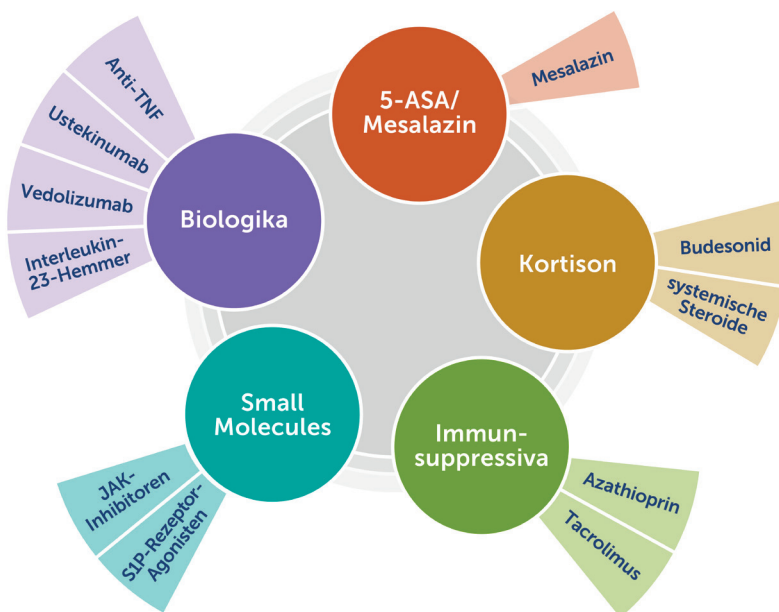 5-ASA/
Mesalazin
Mesalazin
Kortison
Budesonid
systemische
Steroide
Immun-
suppressiva
Azathioprin
Tacrolimus
Small
Molecules
JAK-
Inhibitoren
S1P-Rezeptor-
Agonisten
Biologika
Anti-TNF
Ustekinumab
Vedolizumab
Interleukin-
23-Hemmer